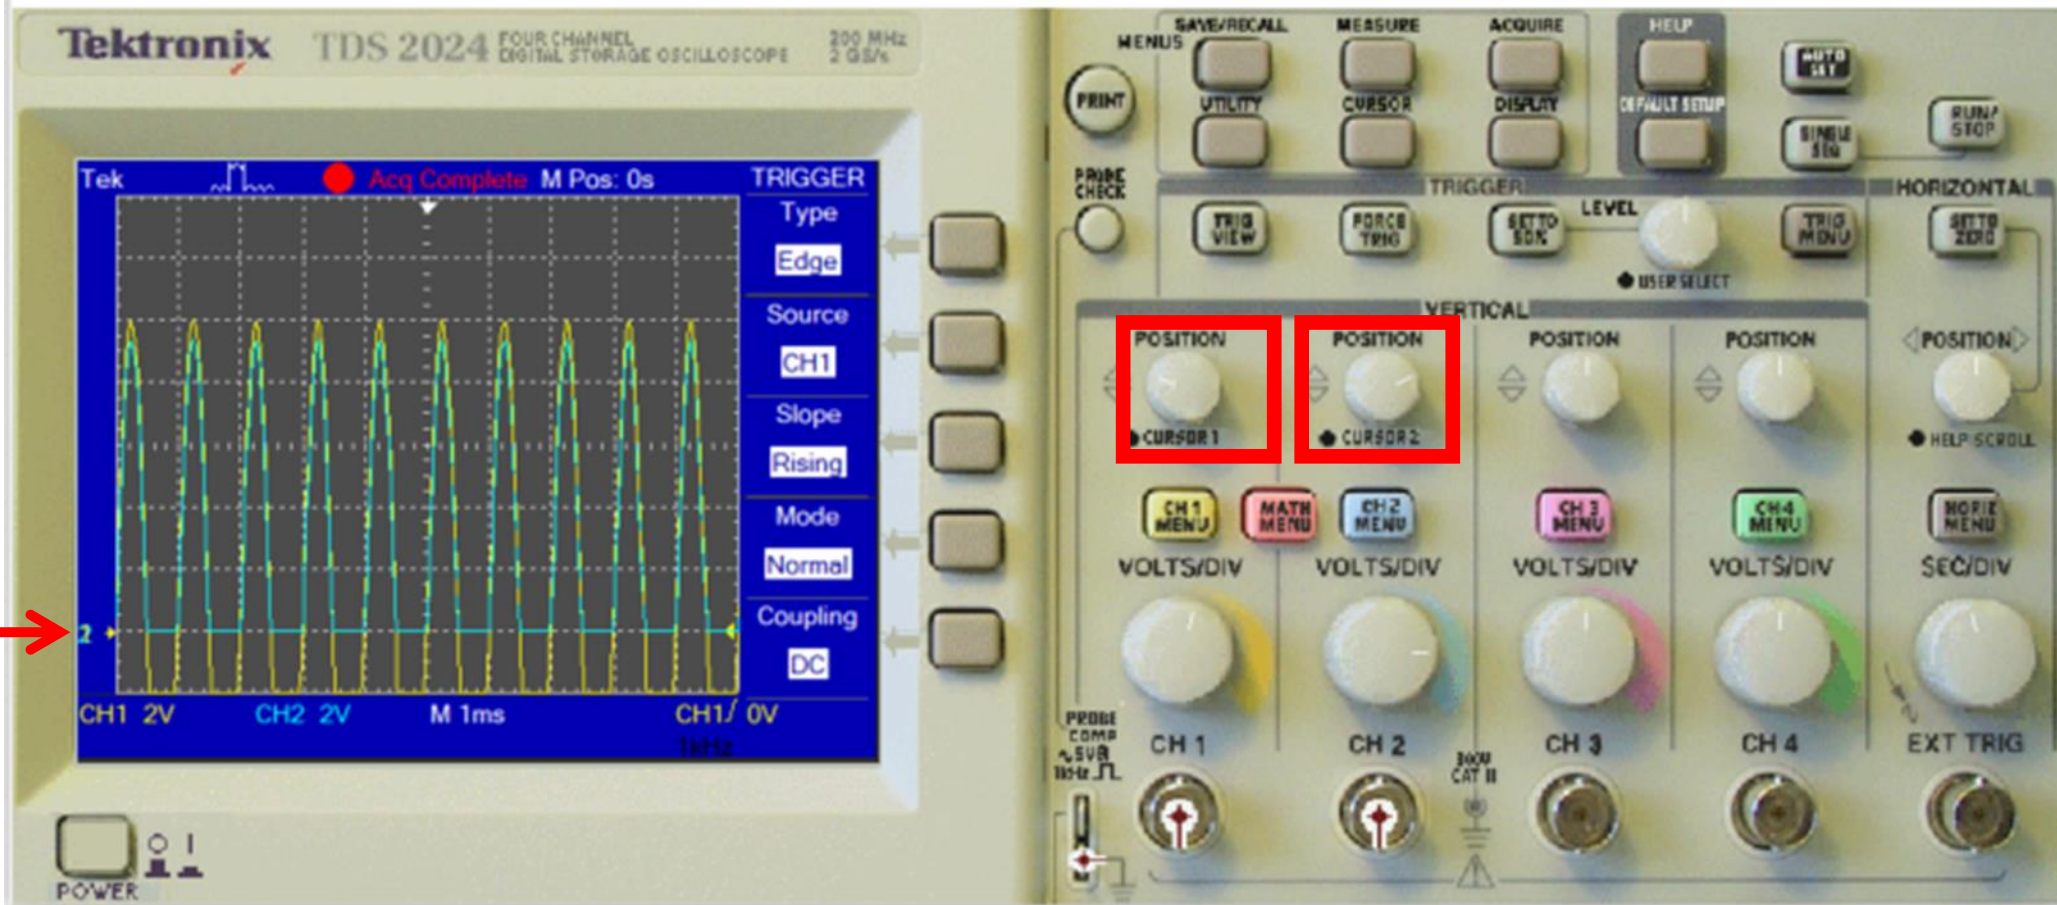 Tektronix TDS 2024 FOUR CHANNEL DIGITAL STORAGE OSCILLOSCOPE 200 MHz 2 GS/s
Tek Acq Complete M Pos: 0s TRIGGER
Type
Edge
Source
CH1
Slope
Rising
Mode
Normal
Coupling
DC
2
CH1 2V CH2 2V M 1ms CH1/ 0V
1kHz
POWER
MENUS
SAVE/RECALL MEASURE ACQUIRE HELP
AUTO SET
PRINT
UTILITY CURSOR DISPLAY DEFAULT SETUP
SINGLE SEQ
RUN/ STOP
PROBE CHECK
TRIGGER
HORIZONTAL
TRIG VIEW
FORCE TRIG
SET TO 50%
LEVEL
TRIG MENU
SET TO ZERO
USER SELECT
VERTICAL
POSITION POSITION POSITION POSITION POSITION
CURSOR 1 CURSOR 2 HELP SCROLL
CH 1 MENU
MATH MENU
CH 2 MENU
CH 3 MENU
CH 4 MENU
HORIZ MENU
VOLTS/DIV VOLTS/DIV VOLTS/DIV VOLTS/DIV SEC/DIV
PROBE COMP
~5V@
1kHz
CH 1 CH 2 CH 3 CH 4 EXT TRIG
300V
CAT II